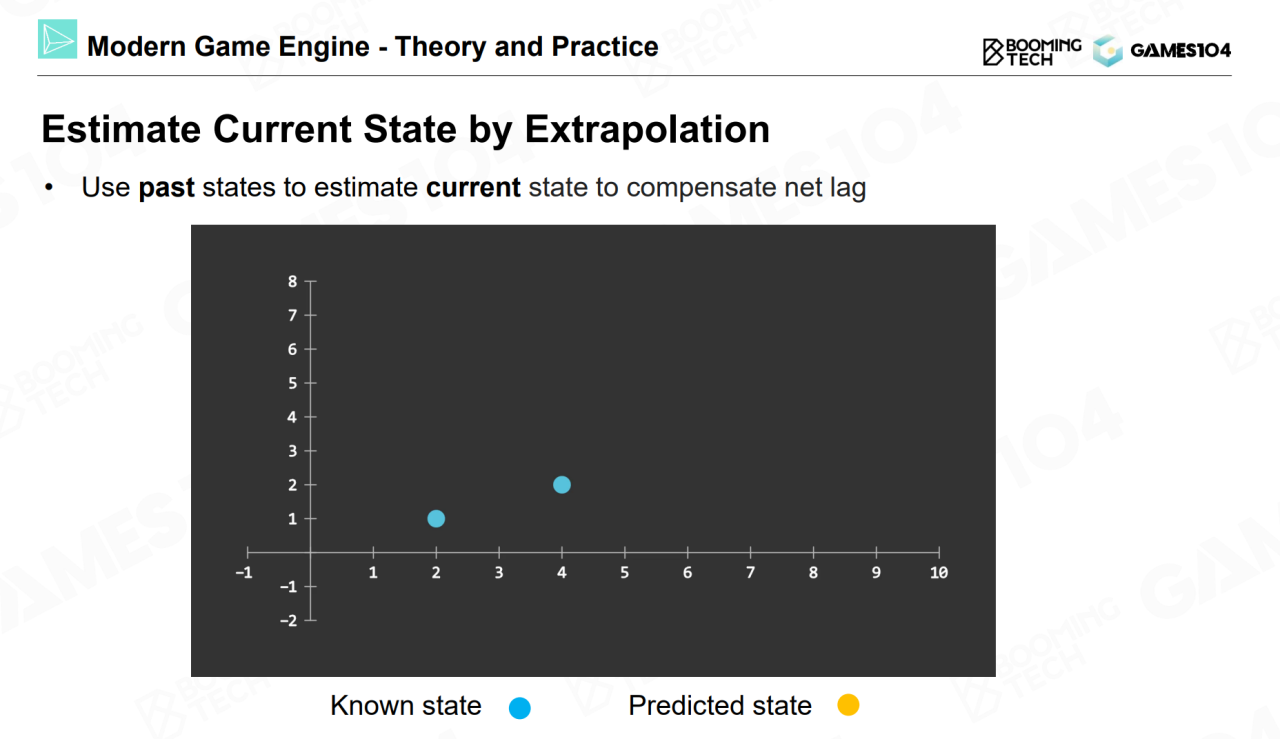 Modern Game Engine - Theory and Practice
BOOMING TECH
GAMES104
Estimate Current State by Extrapolation
• Use past states to estimate current state to compensate net lag
8
7
6
5
4
3
2
1
-1 1 2 3 4 5 6 7 8 9 10
-1
-2
Known state
Predicted state